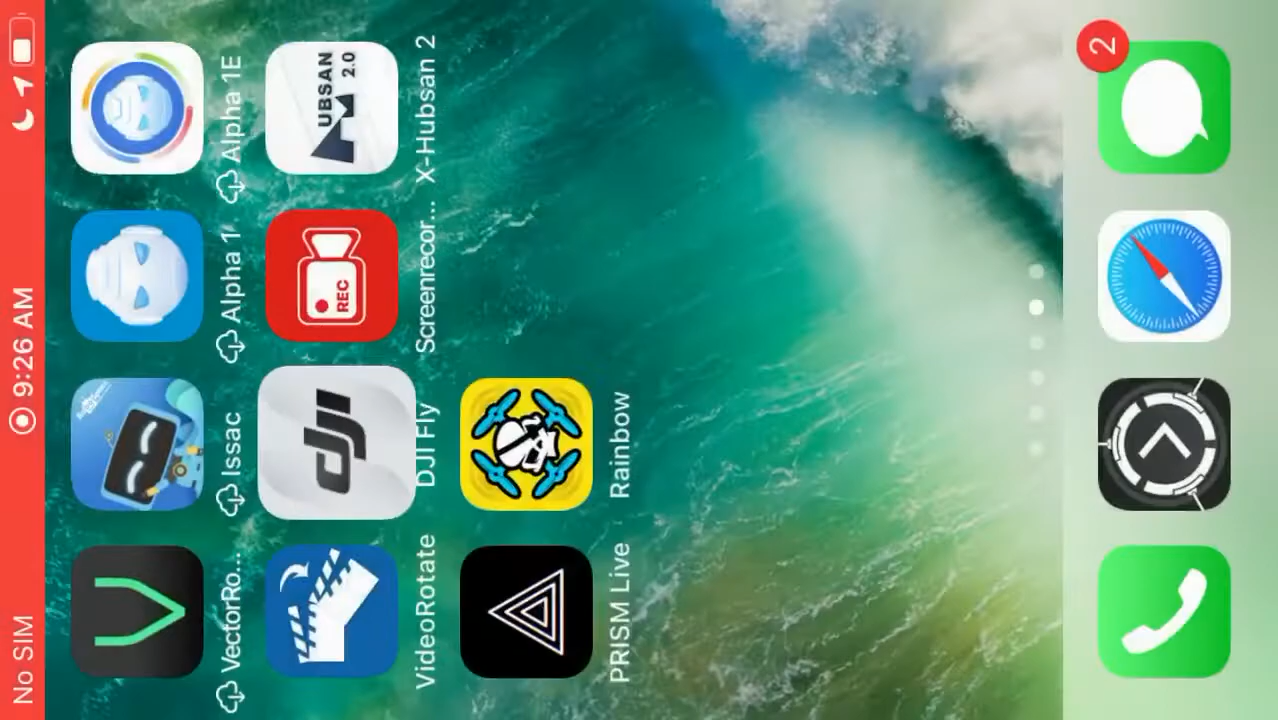 No SIM 9:26 AM
VectorRo... Issac Alpha 1 Alpha 1E
dji
REC
UBSAN
2.0
VideoRotate DJI Fly Screenrecor... X-Hubsan 2
PRISM Live Rainbow
2